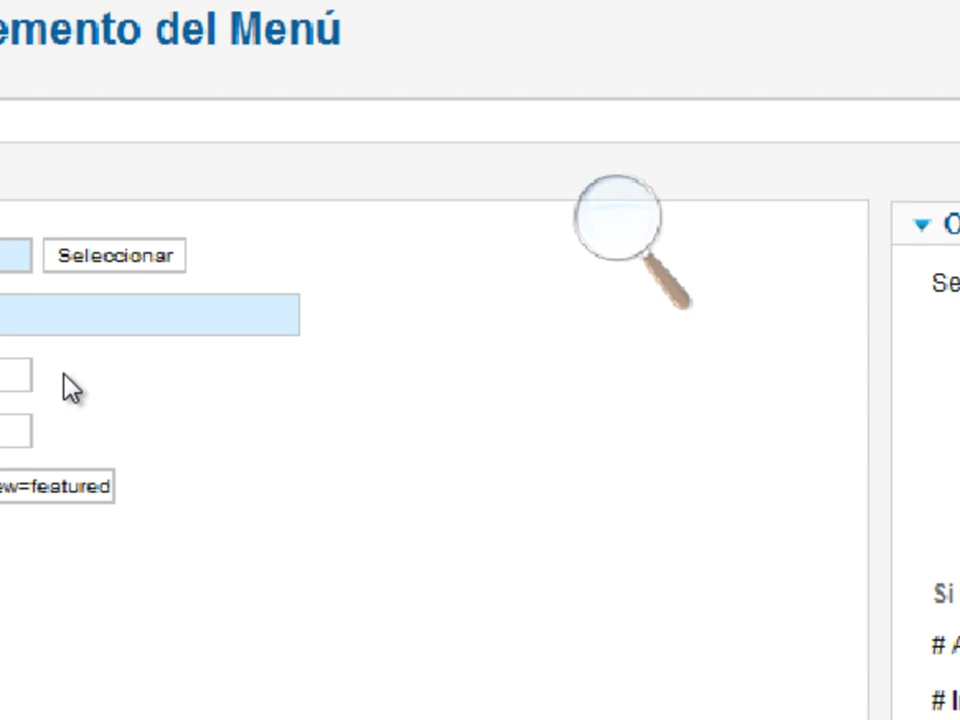 emento del Menú
Seleccionar
ew=featured
Se
Si
#
#